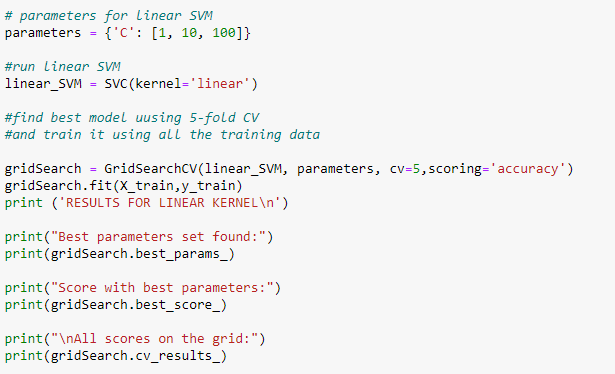 # parameters for linear SVM
parameters = {'C': [1, 10, 100]}
#run linear SVM
linear_SVM = SVC(kernel='linear')
#find best model uusing 5-fold CV
#and train it using all the training data
gridSearch = GridSearchCV(linear_SVM, parameters, cv=5,scoring='accuracy')
gridSearch.fit(X_train,y_train)
print ('RESULTS FOR LINEAR KERNEL\n')
print("Best parameters set found:")
print(gridSearch.best_params_)
print("Score with best parameters:")
print(gridSearch.best_score_)
print("\nAll scores on the grid:")
print(gridSearch.cv_results_)